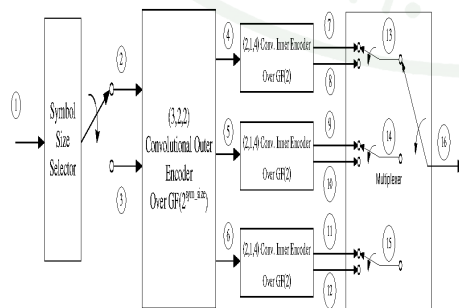 1
Symbol
Size
Selector
2
3
(3,2,2)
Convolutional Outer
Encoder
Over GF(2^sym_size)
4
5
6
(2,1,4) Conv. Inner Encoder
Over GF(2)
(2,1,4) Conv. Inner Encoder
Over GF(2)
(2,1,4) Conv. Inner Encoder
Over GF(2)
7
8
9
10
11
12
13
14
Multiplexer
15
16